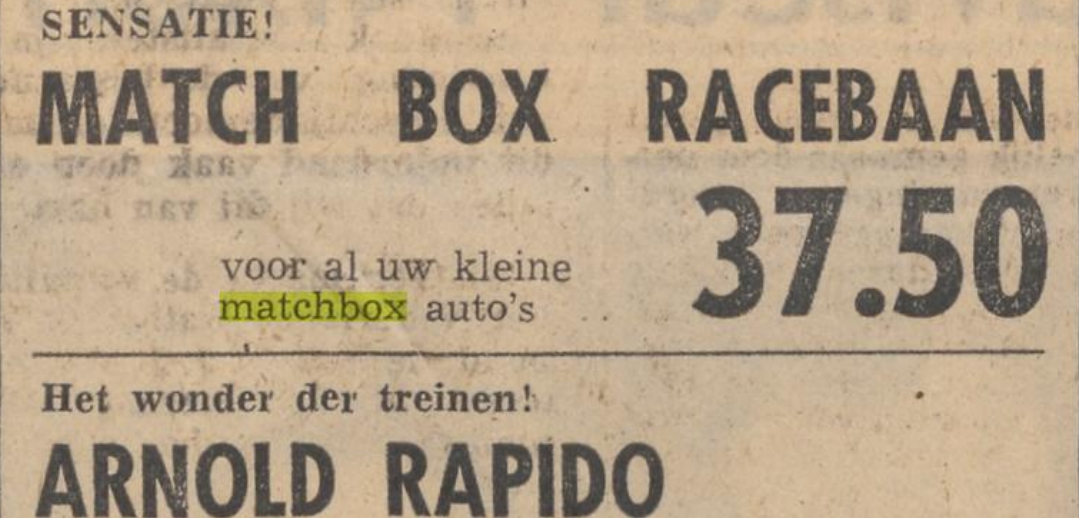 SENSATIE!
MATCH BOX RACEBAAN
37.50
voor al uw kleine
matchbox auto's
Het wonder der treinen!
ARNOLD RAPIDO